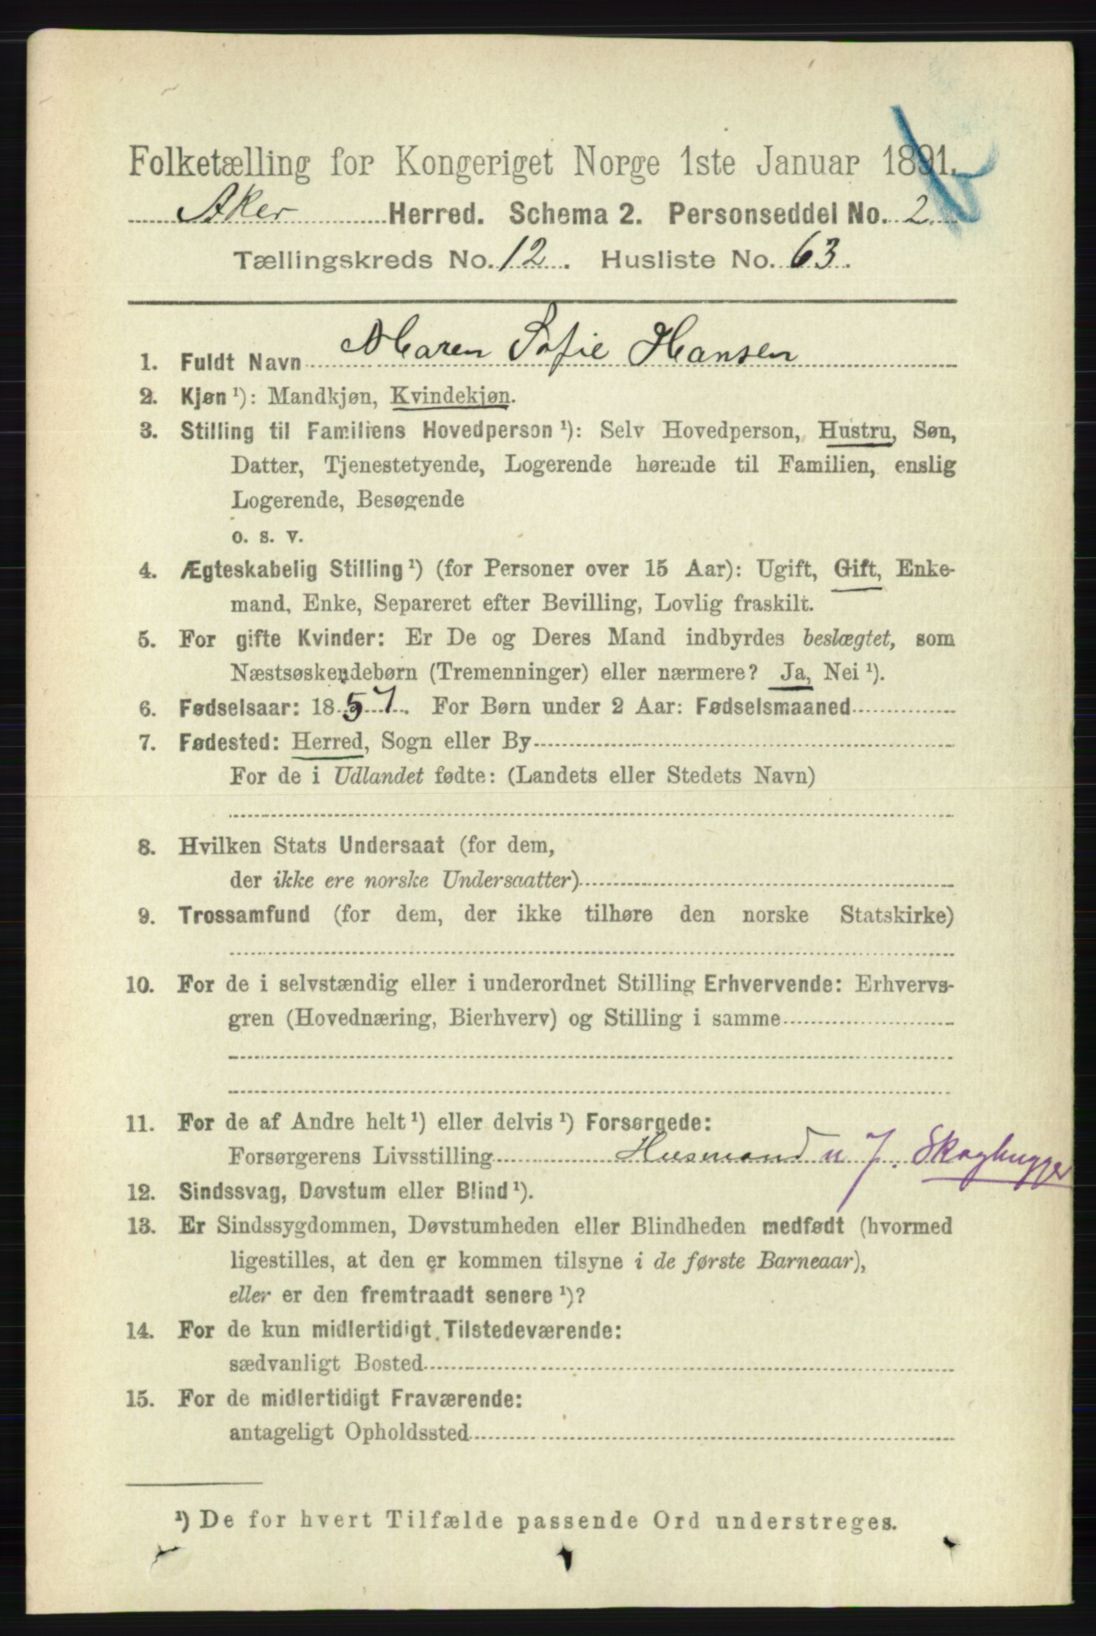 Folketælling for Kongeriget Norge 1ste Januar 1891.
Aker Herred. Schema 2. Personseddel No. 2
Tællingskreds No. 12. Husliste No. 63.
1. Fuldt Navn Maren Sofie Hansen
2. Kjøn ¹): Mandkjøn, Kvindekjøn.
3. Stilling til Familiens Hovedperson ¹): Selv Hovedperson, Hustru, Søn,
Datter, Tjenestetyende, Logerende hørende til Familien, enslig
Logerende, Besøgende
o. s. v.
4. Ægteskabelig Stilling ¹) (for Personer over 15 Aar): Ugift, Gift, Enke-
mand, Enke, Separeret efter Bevilling, Lovlig fraskilt.
5. For gifte Kvinder: Er De og Deres Mand indbyrdes beslægtet, som
Næstsøskendebørn (Tremenninger) eller nærmere? Ja, Nei ¹).
6. Fødselsaar: 1857. For Børn under 2 Aar: Fødselsmaaned
7. Fødested: Herred, Sogn eller By
For de i Udlandet fødte: (Landets eller Stedets Navn)
8. Hvilken Stats Undersaat (for dem,
der ikke ere norske Undersaatter)
9. Trossamfund (for dem, der ikke tilhøre den norske Statskirke)
10. For de i selvstændig eller i underordnet Stilling Erhvervende: Erhvervs-
gren (Hovednæring, Bierhverv) og Stilling i samme
11. For de af Andre helt ¹) eller delvis ¹) Forsørgede:
Forsørgerens Livsstilling Husmand u J. Skoghugger
12. Sindssvag, Døvstum eller Blind ¹).
13. Er Sindssygdommen, Døvstumheden eller Blindheden medfødt (hvormed
ligestilles, at den er kommen tilsyne i de første Barneaar),
eller er den fremtraadt senere ¹)?
14. For de kun midlertidigt Tilstedeværende:
sædvanligt Bosted
15. For de midlertidigt Fraværende:
antageligt Opholdssted
¹) De for hvert Tilfælde passende Ord understreges.